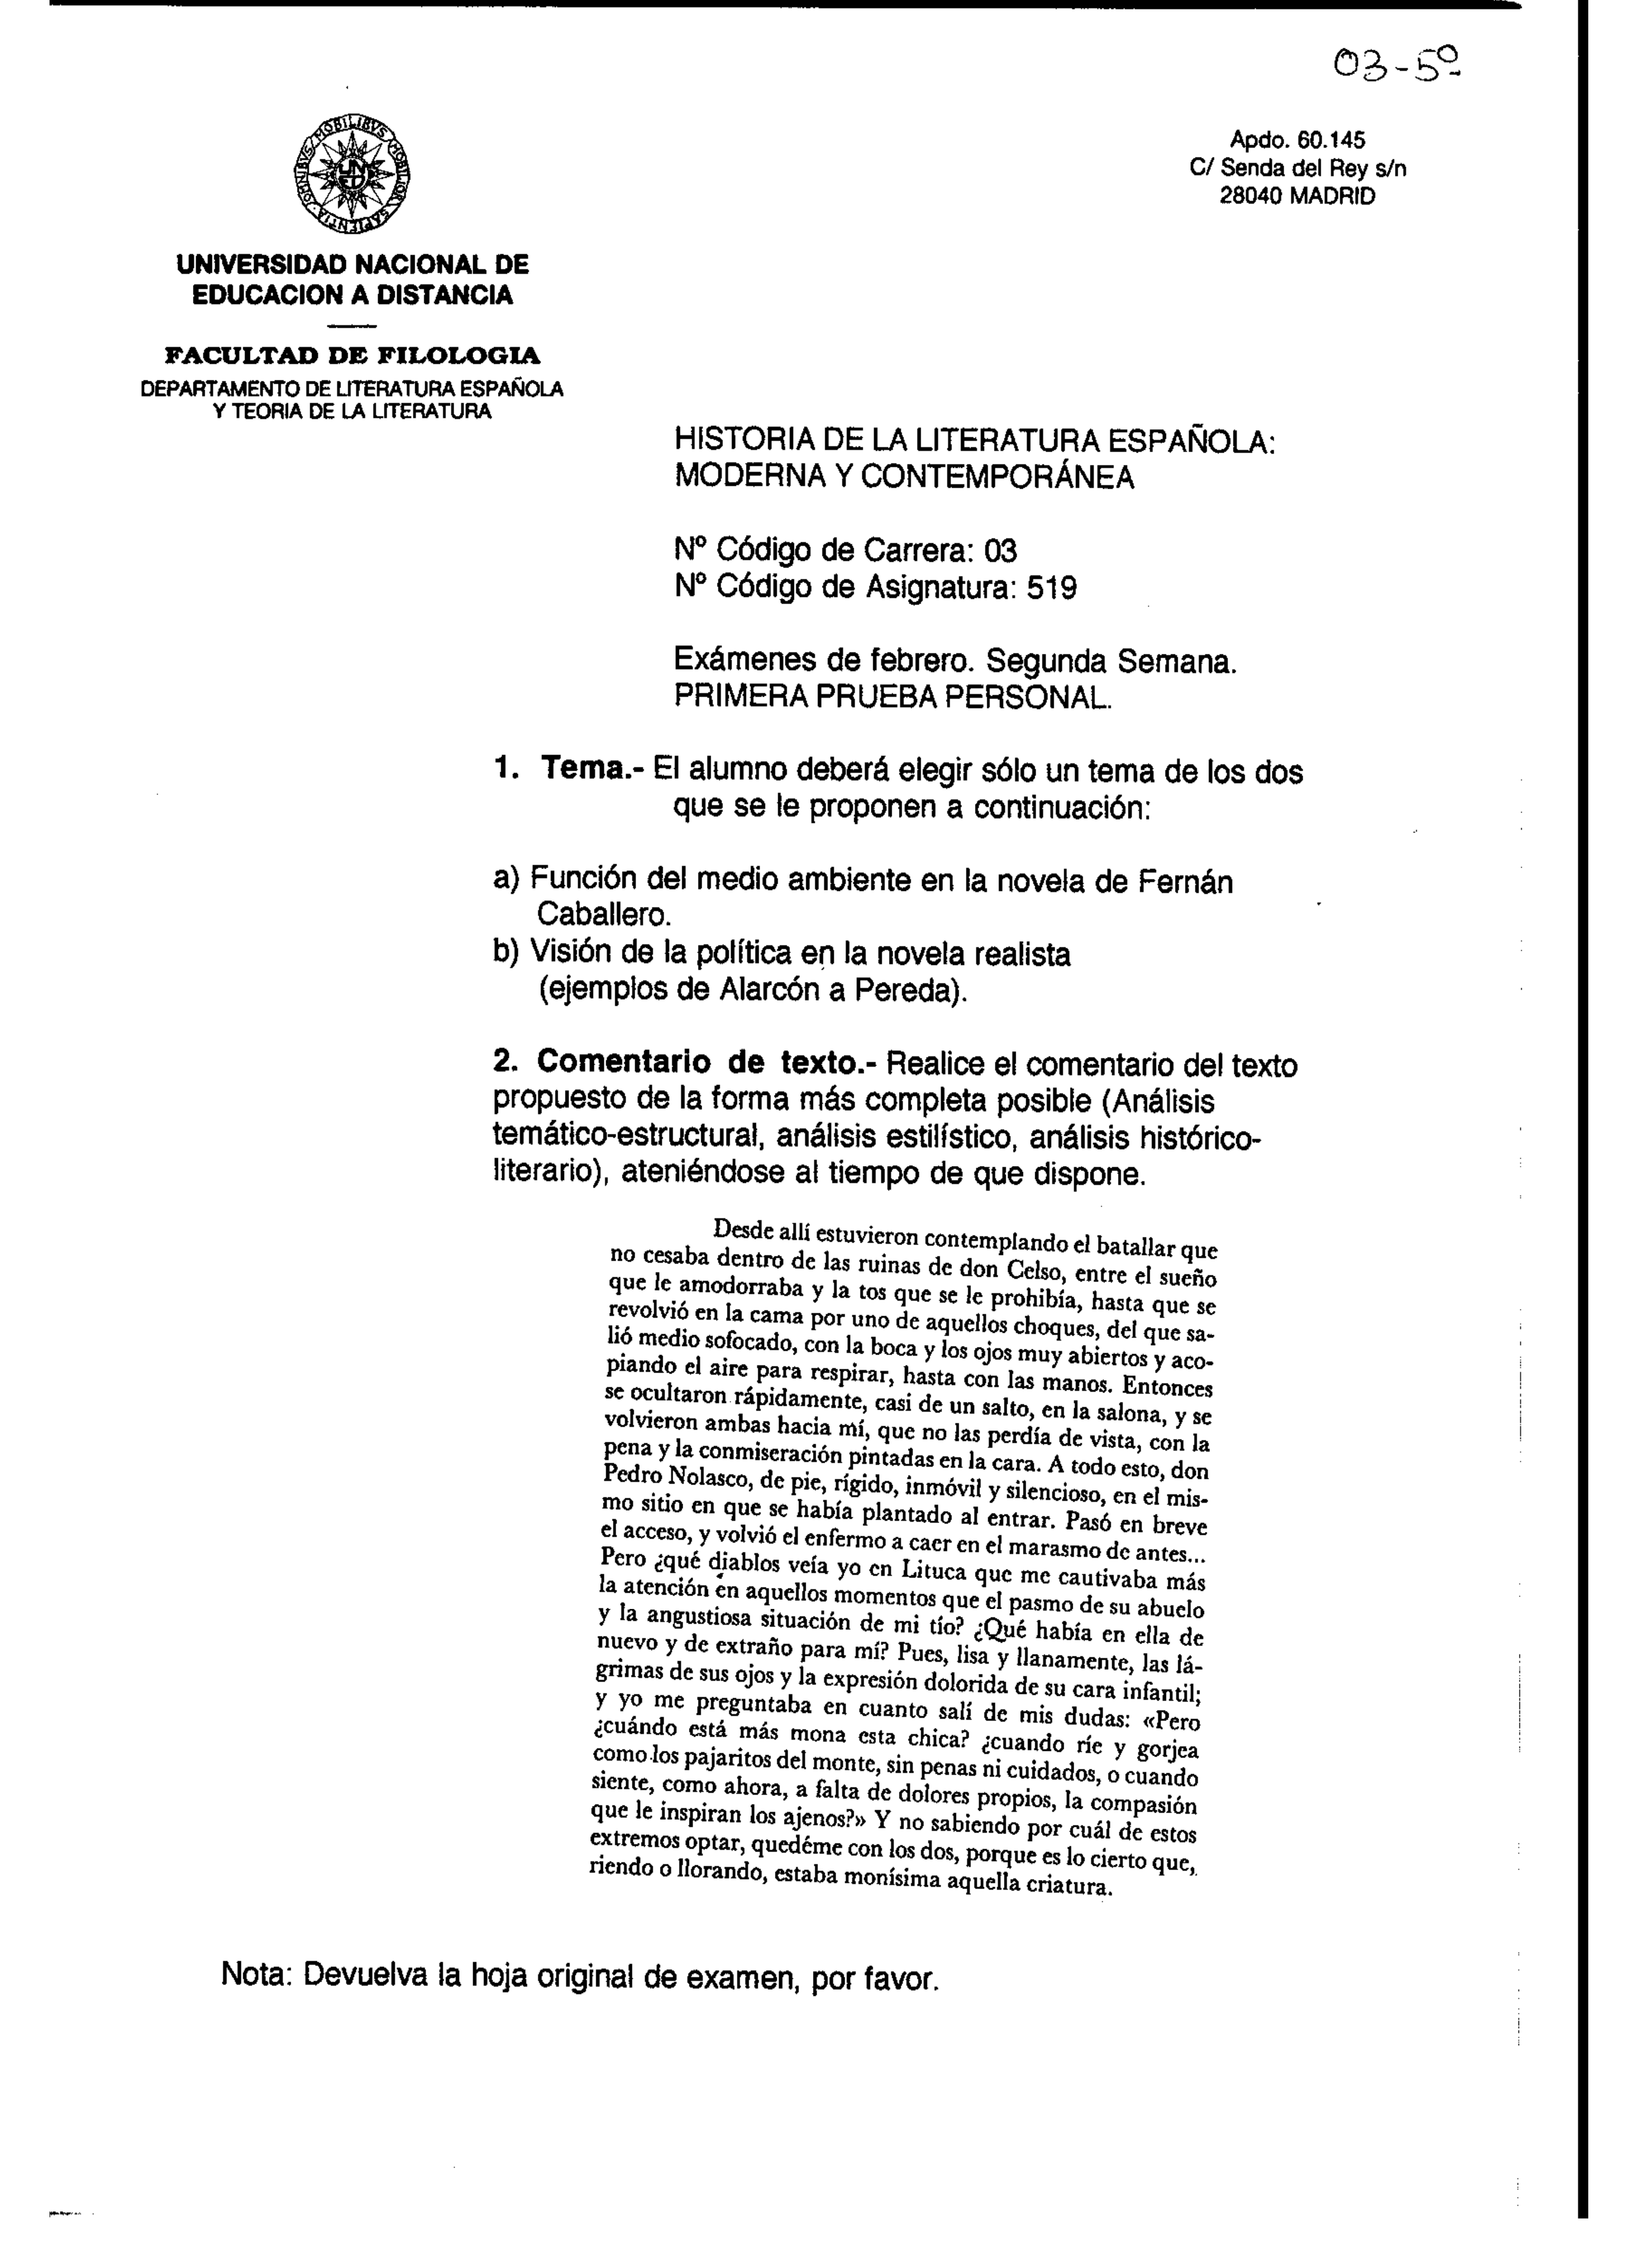 03-5º
Apdo. 60.145
C/ Senda del Rey s/n
28040 MADRID
OMNIBVS MOBILIBVS MOBILIOR SAPIENTIA
UNED
UNIVERSIDAD NACIONAL DE
EDUCACION A DISTANCIA
FACULTAD DE FILOLOGIA
DEPARTAMENTO DE LITERATURA ESPAÑOLA
Y TEORIA DE LA LITERATURA
HISTORIA DE LA LITERATURA ESPAÑOLA:
MODERNA Y CONTEMPORÁNEA
Nº Código de Carrera: 03
Nº Código de Asignatura: 519
Exámenes de febrero. Segunda Semana.
PRIMERA PRUEBA PERSONAL.
1. Tema.- El alumno deberá elegir sólo un tema de los dos
que se le proponen a continuación:
a) Función del medio ambiente en la novela de Fernán
Caballero.
b) Visión de la política en la novela realista
(ejemplos de Alarcón a Pereda).
2. Comentario de texto.- Realice el comentario del texto
propuesto de la forma más completa posible (Análisis
temático-estructural, análisis estilístico, análisis histórico-
literario), ateniéndose al tiempo de que dispone.
Desde allí estuvieron contemplando el batallar que
no cesaba dentro de las ruinas de don Celso, entre el sueño
que le amodorraba y la tos que se le prohibía, hasta que se
revolvió en la cama por uno de aquellos choques, del que sa-
lió medio sofocado, con la boca y los ojos muy abiertos y aco-
piando el aire para respirar, hasta con las manos. Entonces
se ocultaron rápidamente, casi de un salto, en la salona, y se
volvieron ambas hacia mí, que no las perdía de vista, con la
pena y la conmiseración pintadas en la cara. A todo esto, don
Pedro Nolasco, de pie, rígido, inmóvil y silencioso, en el mis-
mo sitio en que se había plantado al entrar. Pasó en breve
el acceso, y volvió el enfermo a caer en el marasmo de antes...
Pero ¿qué diablos veía yo en Lituca que me cautivaba más
la atención en aquellos momentos que el pasmo de su abuelo
y la angustiosa situación de mi tío? ¿Qué había en ella de
nuevo y de extraño para mí? Pues, lisa y llanamente, las lá-
grimas de sus ojos y la expresión dolorida de su cara infantil;
y yo me preguntaba en cuanto salí de mis dudas: «Pero
¿cuándo está más mona esta chica? ¿cuando ríe y gorjea
como los pajaritos del monte, sin penas ni cuidados, o cuando
siente, como ahora, a falta de dolores propios, la compasión
que le inspiran los ajenos?» Y no sabiendo por cuál de estos
extremos optar, quedéme con los dos, porque es lo cierto que,
riendo o llorando, estaba monísima aquella criatura.
Nota: Devuelva la hoja original de examen, por favor.